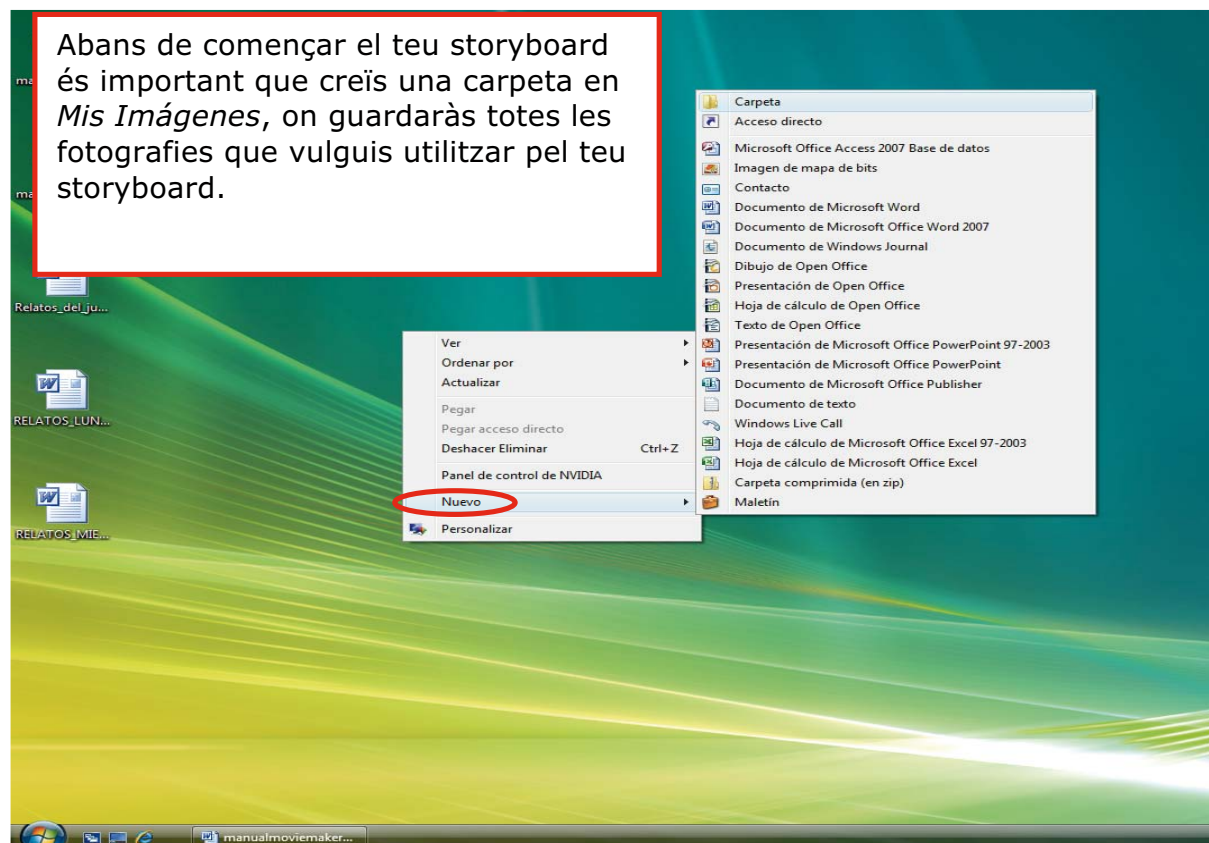 Abans de començar el teu storyboard
és important que creïs una carpeta en
Mis Imágenes, on guardaràs totes les
fotografies que vulguis utilitzar pel teu
storyboard.
Relatos_del_ju...
RELATOS_LUN...
RELATOS_MIE...
Ver
Ordenar por
Actualizar
Pegar
Pegar acceso directo
Deshacer Eliminar Ctrl+Z
Panel de control de NVIDIA
Nuevo
Personalizar
Carpeta
Acceso directo
Microsoft Office Access 2007 Base de datos
Imagen de mapa de bits
Contacto
Documento de Microsoft Word
Documento de Microsoft Office Word 2007
Documento de Windows Journal
Dibujo de Open Office
Presentación de Open Office
Hoja de cálculo de Open Office
Texto de Open Office
Presentación de Microsoft Office PowerPoint 97-2003
Presentación de Microsoft Office PowerPoint
Documento de Microsoft Office Publisher
Documento de texto
Windows Live Call
Hoja de cálculo de Microsoft Office Excel 97-2003
Hoja de cálculo de Microsoft Office Excel
Carpeta comprimida (en zip)
Maletín
manualmoviemaker...